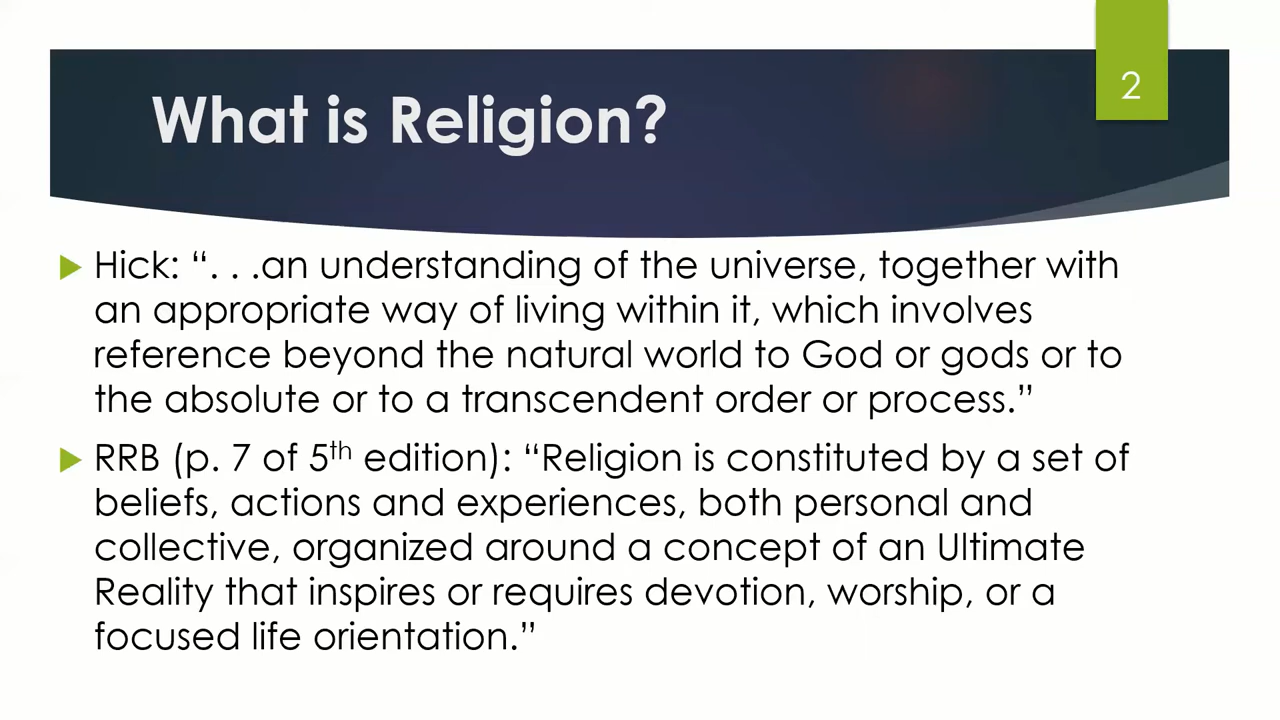 2
What is Religion?
Hick: “. . .an understanding of the universe, together with
an appropriate way of living within it, which involves
reference beyond the natural world to God or gods or to
the absolute or to a transcendent order or process.”
RRB (p. 7 of 5th edition): “Religion is constituted by a set of
beliefs, actions and experiences, both personal and
collective, organized around a concept of an Ultimate
Reality that inspires or requires devotion, worship, or a
focused life orientation.”